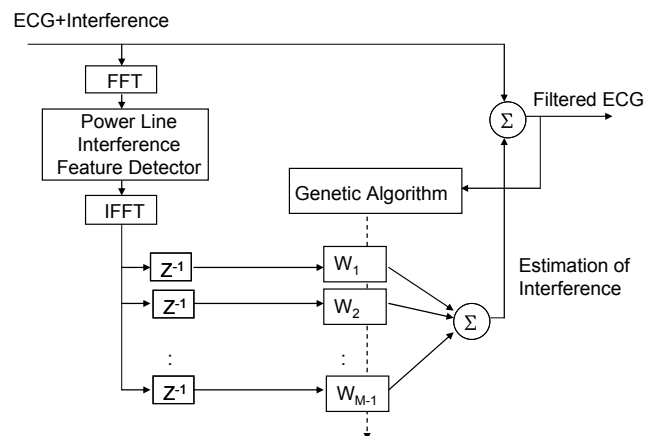 ECG+Interference
FFT
Filtered ECG
Σ
Power Line
Interference
Feature Detector
Genetic Algorithm
IFFT
Z-1
W1
Estimation of
Interference
Z-1
W2
Σ
:
:
Z-1
WM-1